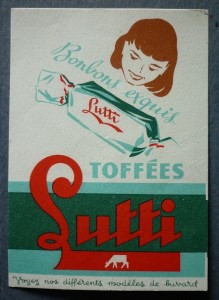 Bonbons exquis
Lutti
TOFFÉES
Lutti
Voyez nos différents modèles de buvard